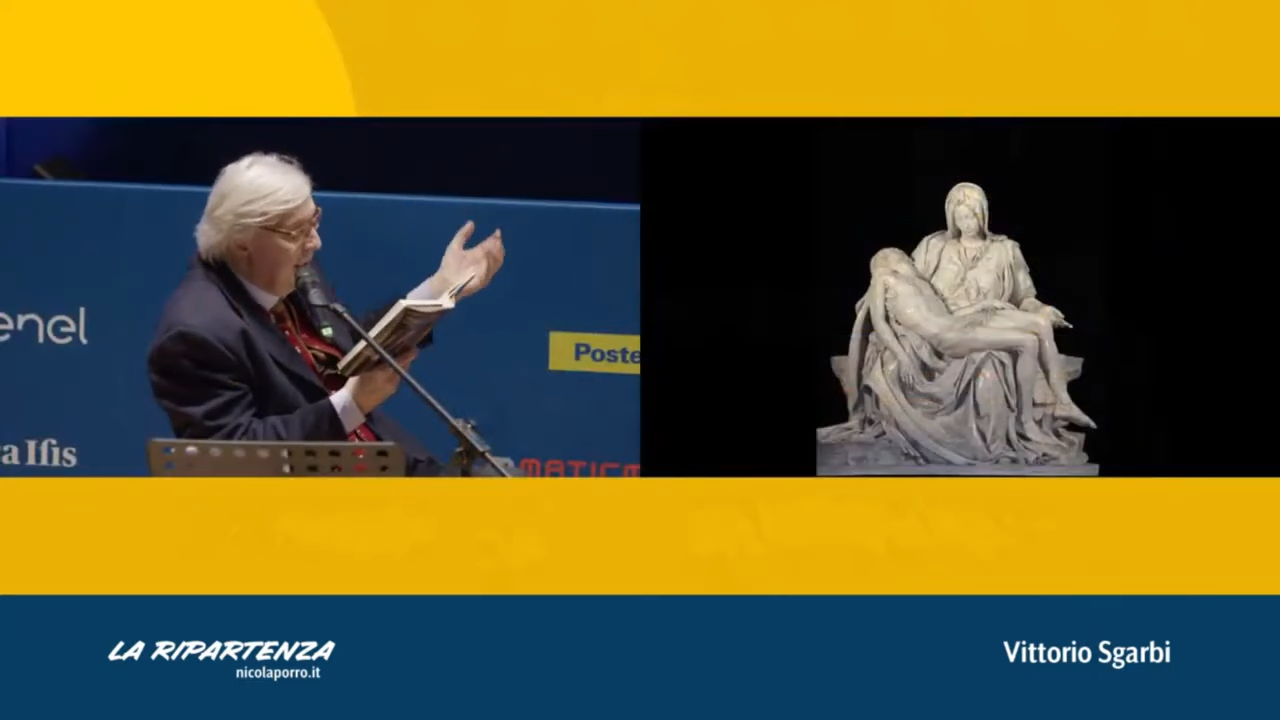 enel
Poste
a Ifis
MATICM
LA RIPARTENZA
nicolaporro.it
Vittorio Sgarbi